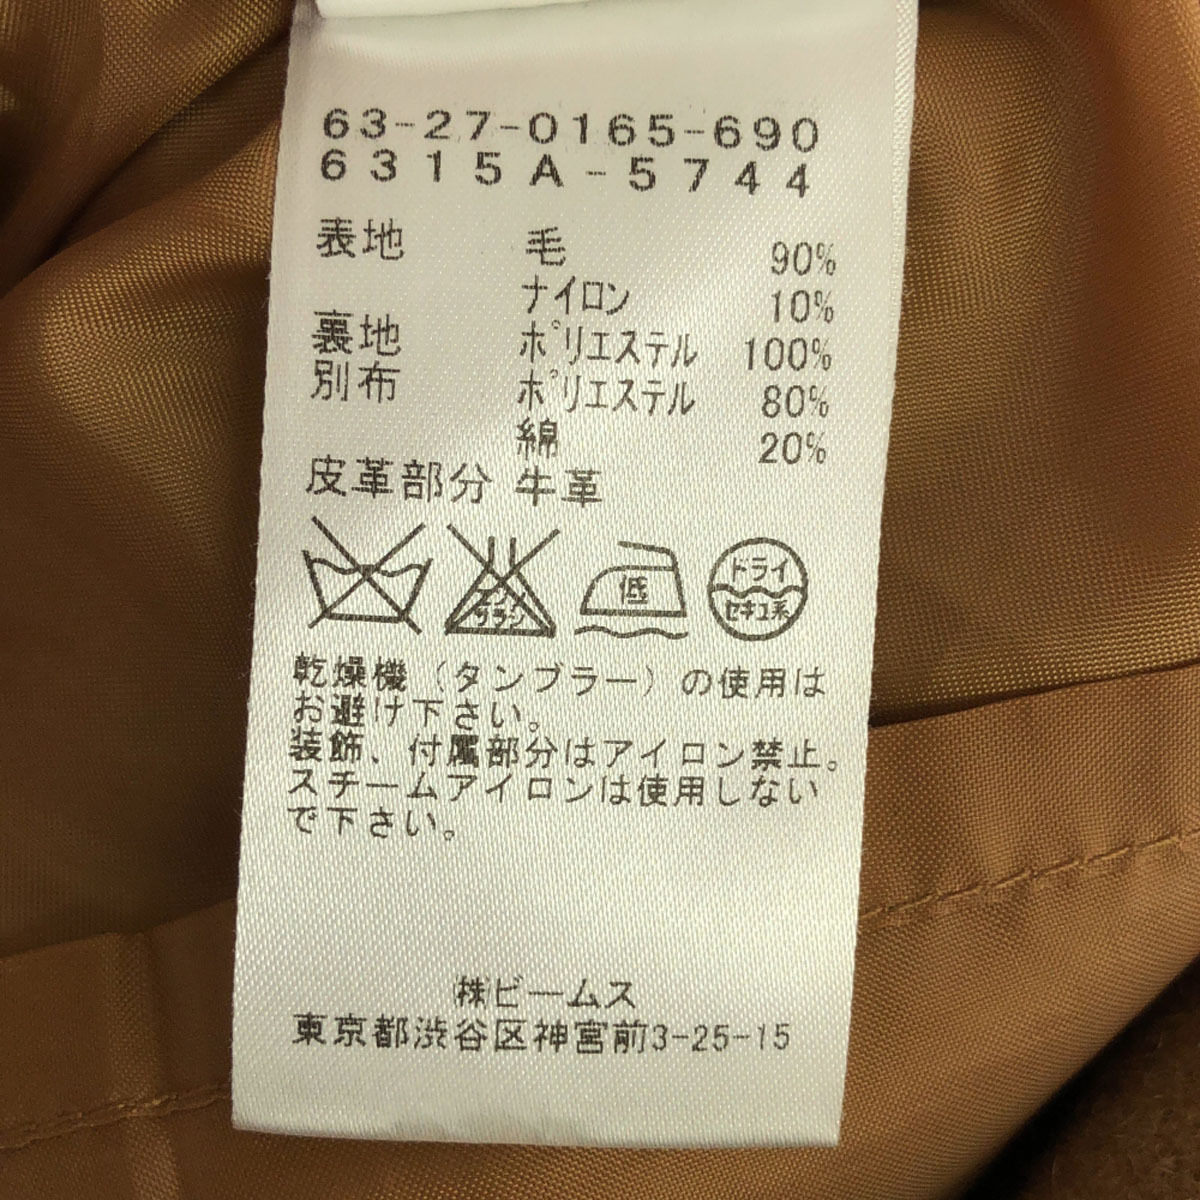 63-27-0165-690
6315A-5744
表地 毛 90%
ナイロン 10%
裏地 ポリエステル 100%
別布 ポリエステル 80%
綿 20%
皮革部分 牛革
エンソサラシ 低 ドライ
セキユ系
乾燥機（タンブラー）の使用は
お避け下さい。
装飾、付属部分はアイロン禁止。
スチームアイロンは使用しない
で下さい。
㈱ビームス
東京都渋谷区神宮前3-25-15